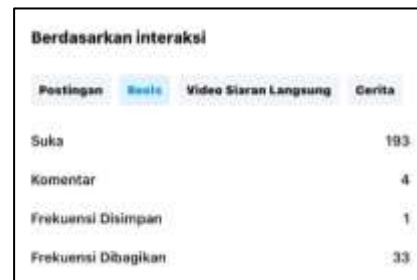 Berdasarkan interaksi
Postingan Reels Video Siaran Langsung Cerita
Suka 193
Komentar 4
Frekuensi Disimpan 1
Frekuensi Dibagikan 33